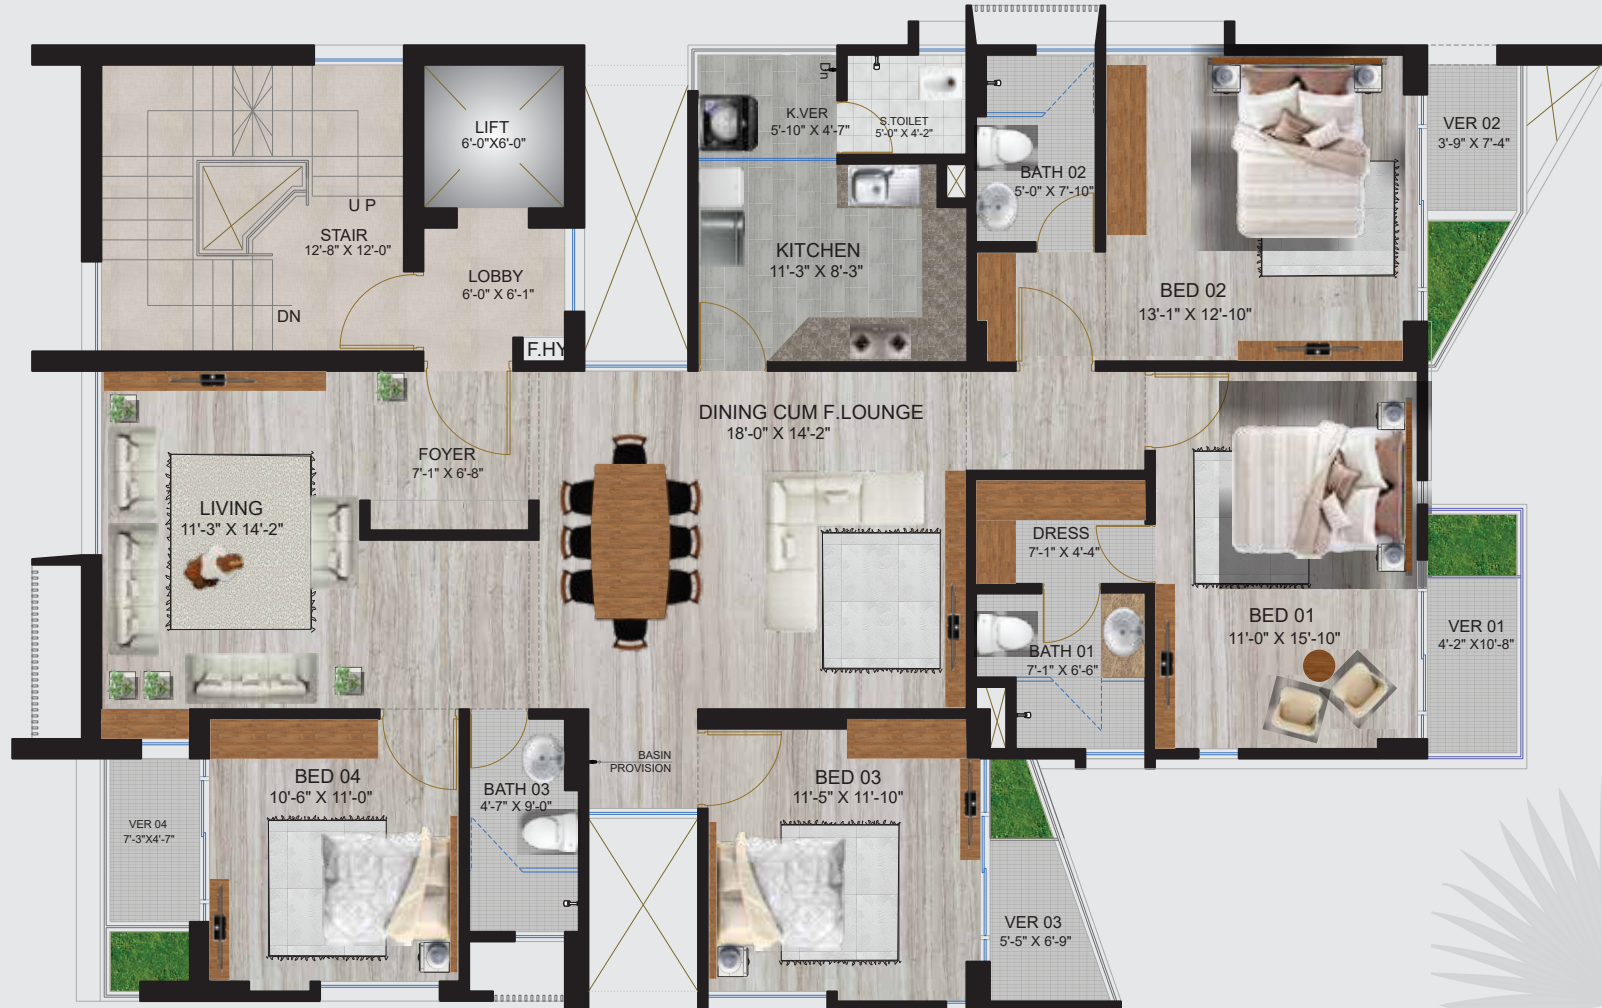 LIFT
6'-0"X6'-0"
U P
STAIR
12'-8" X 12'-0"
DN
LOBBY
6'-0" X 6'-1"
F.HY
Dn
K.VER
5'-10" X 4'-7"
S.TOILET
5'-0" X 4'-2"
KITCHEN
11'-3" X 8'-3"
BATH 02
5'-0" X 7'-10"
BED 02
13'-1" X 12'-10"
VER 02
3'-9" X 7'-4"
DINING CUM F.LOUNGE
18'-0" X 14'-2"
FOYER
7'-1" X 6'-8"
LIVING
11'-3" X 14'-2"
DRESS
7'-1" X 4'-4"
BATH 01
7'-1" X 6'-6"
BED 01
11'-0" X 15'-10"
VER 01
4'-2" X10'-8"
BASIN
PROVISION
BED 04
10'-6" X 11'-0"
BATH 03
4'-7" X 9'-0"
BED 03
11'-5" X 11'-10"
VER 04
7'-3"X4'-7"
VER 03
5'-5" X 6'-9"